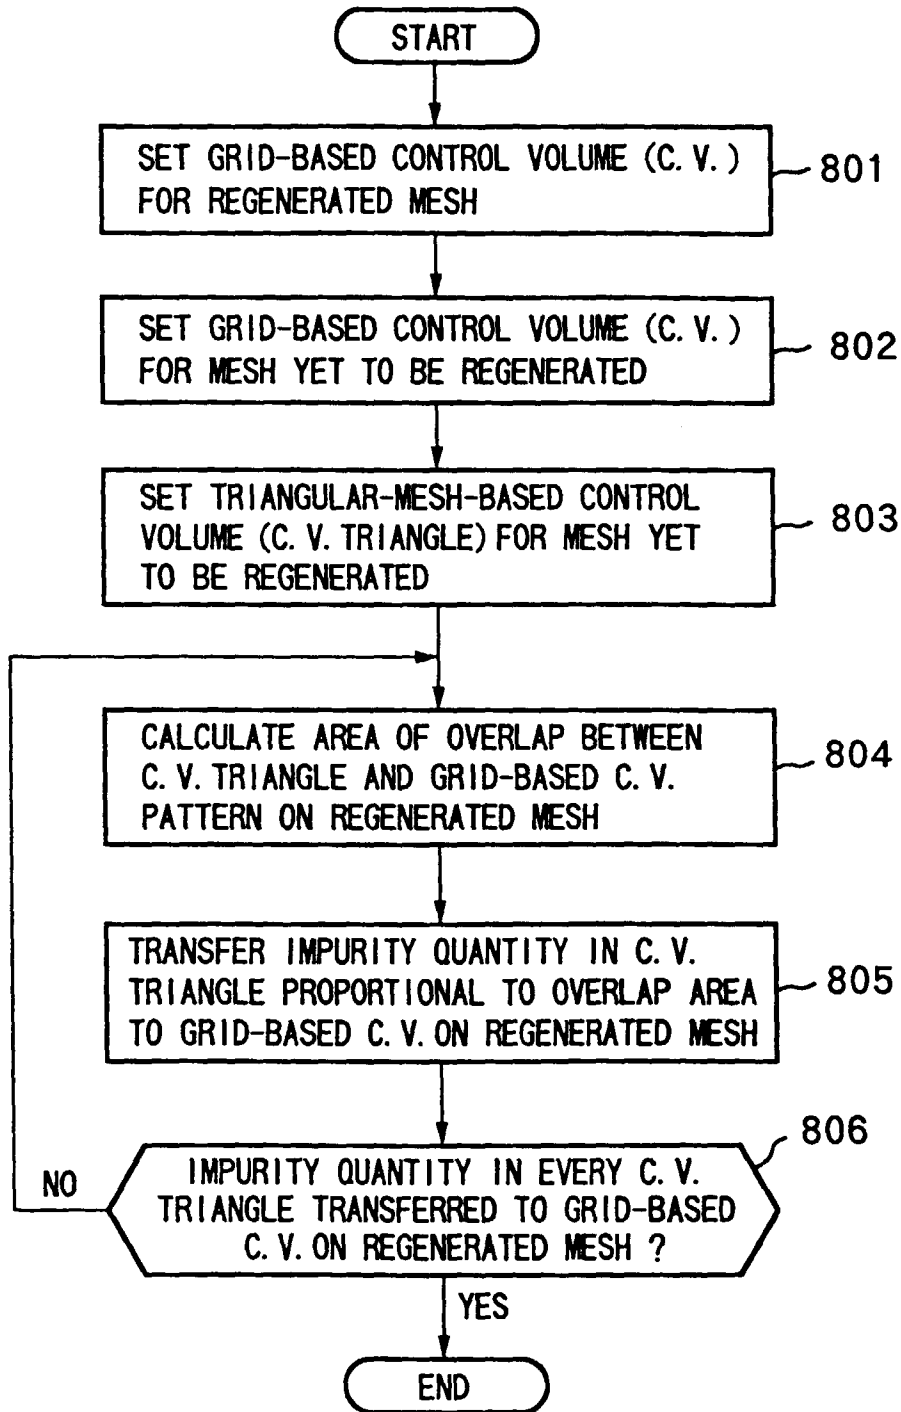 START
SET GRID-BASED CONTROL VOLUME (C. V. )
FOR REGENERATED MESH
801
SET GRID-BASED CONTROL VOLUME (C. V. )
FOR MESH YET TO BE REGENERATED
802
SET TRIANGULAR-MESH-BASED CONTROL
VOLUME (C. V. TRIANGLE) FOR MESH YET
TO BE REGENERATED
803
CALCULATE AREA OF OVERLAP BETWEEN
C. V. TRIANGLE AND GRID-BASED C. V.
PATTERN ON REGENERATED MESH
804
TRANSFER IMPURITY QUANTITY IN C. V.
TRIANGLE PROPORTIONAL TO OVERLAP AREA
TO GRID-BASED C. V. ON REGENERATED MESH
805
806
IMPURITY QUANTITY IN EVERY C. V.
TRIANGLE TRANSFERRED TO GRID-BASED
C. V. ON REGENERATED MESH ?
NO
YES
END